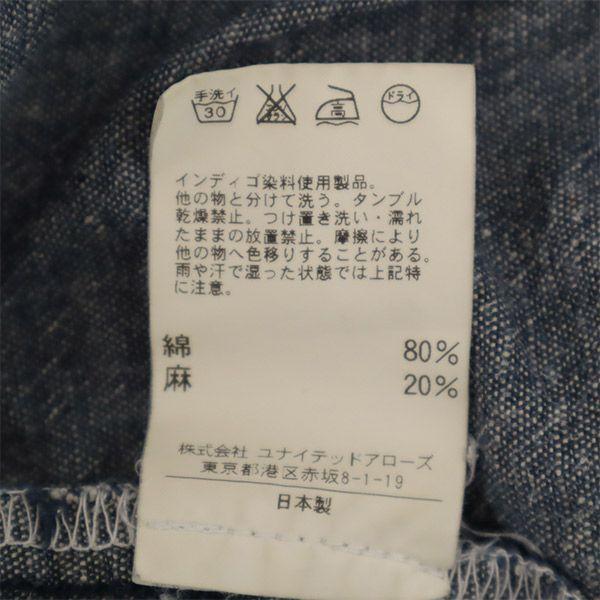 手洗イ 30 高 ドライ
インディゴ染料使用製品。
他の物と分けて洗う。タンブル
乾燥禁止。つけ置き洗い・濡れ
たままの放置禁止。摩擦により
他の物へ色移りすることがある。
雨や汗で湿った状態では上記特
に注意。
綿 80%
麻 20%
株式会社 ユナイテッドアローズ
東京都港区赤坂8-1-19
日本製